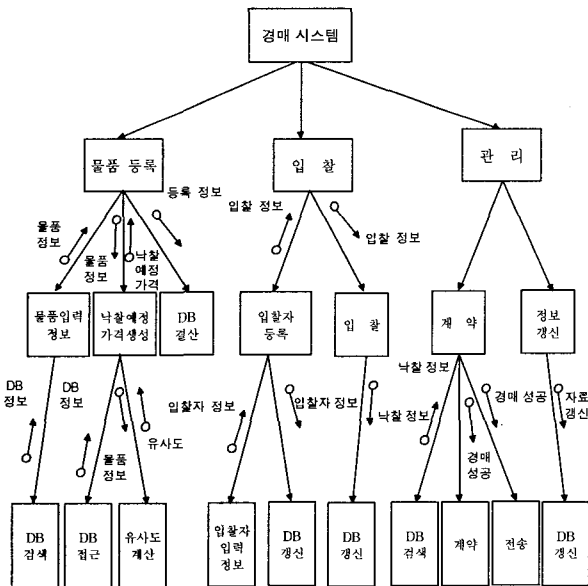 경매 시스템
물품 등록
입 찰
관 리
등록 정보
물품
정보
물품
정보
낙찰
예정
가격
입찰 정보
입찰 정보
물품입력
정보
낙찰예정
가격생성
DB
결산
입찰자
등록
입 찰
계 약
정보
갱신
DB
정보
DB
정보
물품
정보
유사도
입찰자 정보
입찰자 정보
낙찰 정보
낙찰 정보
경매
성공
경매 성공
자료
갱신
DB
검색
DB
접근
유사도
계산
입찰자
입력
정보
DB
갱신
DB
갱신
DB
검색
계약
전송
DB
갱신